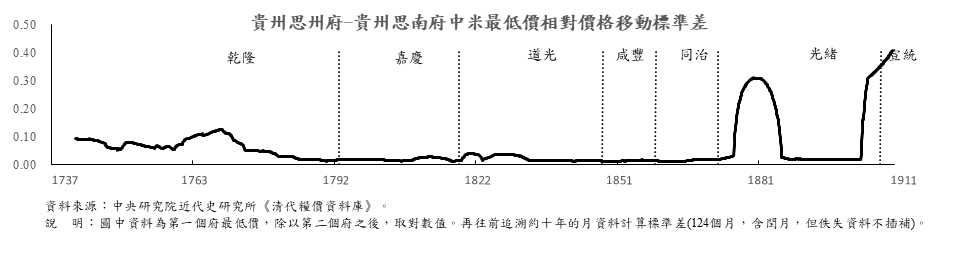 貴州思州府-貴州思南府中米最低價相對價格移動標準差
0.50
0.40
0.30
0.20
0.10
0.00
乾隆
嘉慶
道光
咸豐
同治
光緒
宣統
1737
1763
1792
1822
1851
1881
1911
資料來源：中央研究院近代史研究所《清代糧價資料庫》。
說　明：圖中資料為第一個府最低價，除以第二個府之後，取對數值。再往前追溯約十年的月資料計算標準差(124個月，含閏月，但佚失資料不插補)。